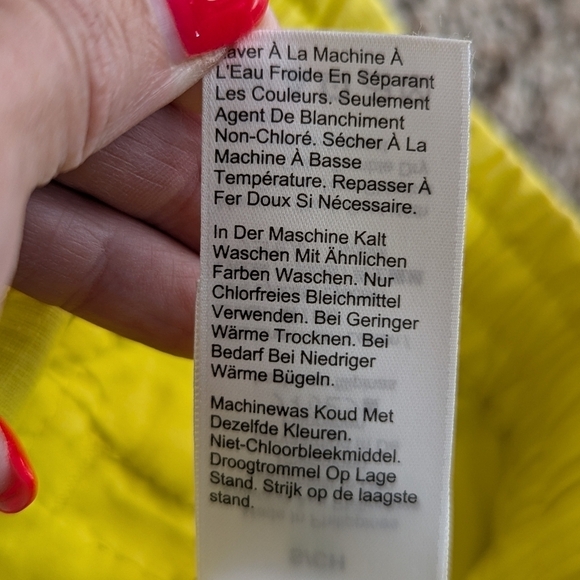 Laver À La Machine À
L'Eau Froide En Séparant
Les Couleurs. Seulement
Agent De Blanchiment
Non-Chloré. Sécher À La
Machine À Basse
Température. Repasser À
Fer Doux Si Nécessaire.
In Der Maschine Kalt
Waschen Mit Ähnlichen
Farben Waschen. Nur
Chlorfreies Bleichmittel
Verwenden. Bei Geringer
Wärme Trocknen. Bei
Bedarf Bei Niedriger
Wärme Bügeln.
Machinewas Koud Met
Dezelfde Kleuren.
Niet-Chloorbleekmiddel.
Droogtrommel Op Lage
Stand. Strijk op de laagste
stand.